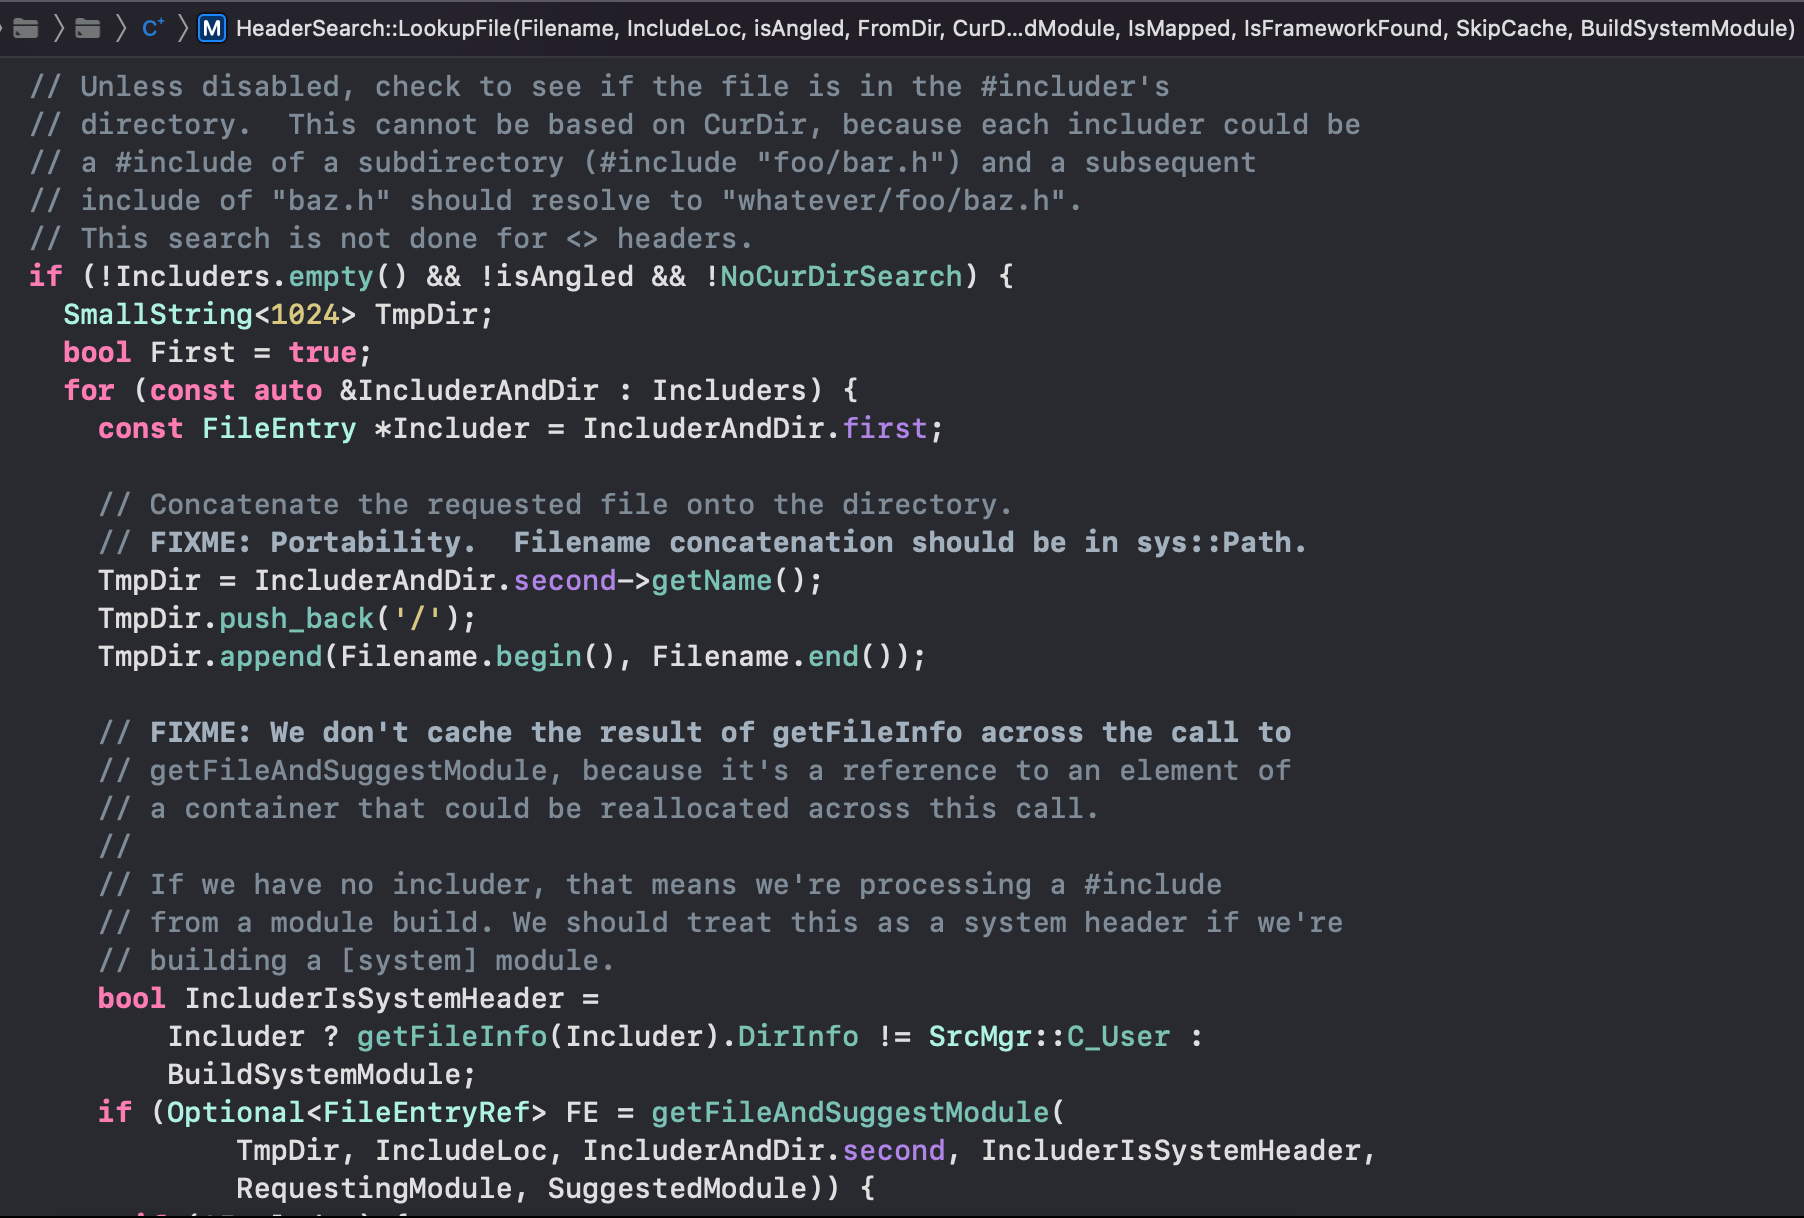 C+ M HeaderSearch::LookupFile(Filename, IncludeLoc, isAngled, FromDir, CurD...dModule, IsMapped, IsFrameworkFound, SkipCache, BuildSystemModule)
// Unless disabled, check to see if the file is in the #includer's
// directory.  This cannot be based on CurDir, because each includer could be
// a #include of a subdirectory (#include "foo/bar.h") and a subsequent
// include of "baz.h" should resolve to "whatever/foo/baz.h".
// This search is not done for <> headers.
if (!Includers.empty() && !isAngled && !NoCurDirSearch) {
  SmallString<1024> TmpDir;
  bool First = true;
  for (const auto &IncluderAndDir : Includers) {
    const FileEntry *Includer = IncluderAndDir.first;

    // Concatenate the requested file onto the directory.
    // FIXME: Portability.  Filename concatenation should be in sys::Path.
    TmpDir = IncluderAndDir.second->getName();
    TmpDir.push_back('/');
    TmpDir.append(Filename.begin(), Filename.end());

    // FIXME: We don't cache the result of getFileInfo across the call to
    // getFileAndSuggestModule, because it's a reference to an element of
    // a container that could be reallocated across this call.
    //
    // If we have no includer, that means we're processing a #include
    // from a module build. We should treat this as a system header if we're
    // building a [system] module.
    bool IncluderIsSystemHeader =
        Includer ? getFileInfo(Includer).DirInfo != SrcMgr::C_User :
        BuildSystemModule;
    if (Optional<FileEntryRef> FE = getFileAndSuggestModule(
            TmpDir, IncludeLoc, IncluderAndDir.second, IncluderIsSystemHeader,
            RequestingModule, SuggestedModule)) {